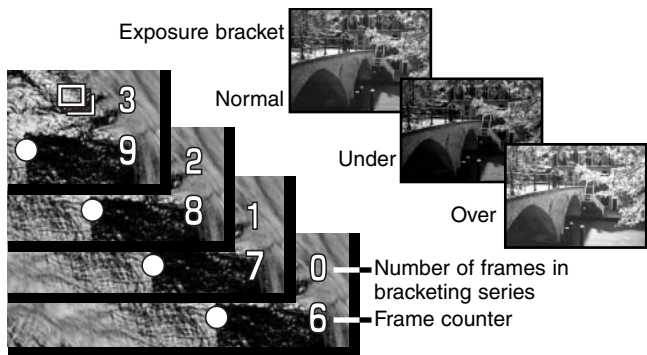 Exposure bracket
Normal
Under
Over
3
9
2
8
1
7
0
6
Number of frames in
bracketing series
Frame counter